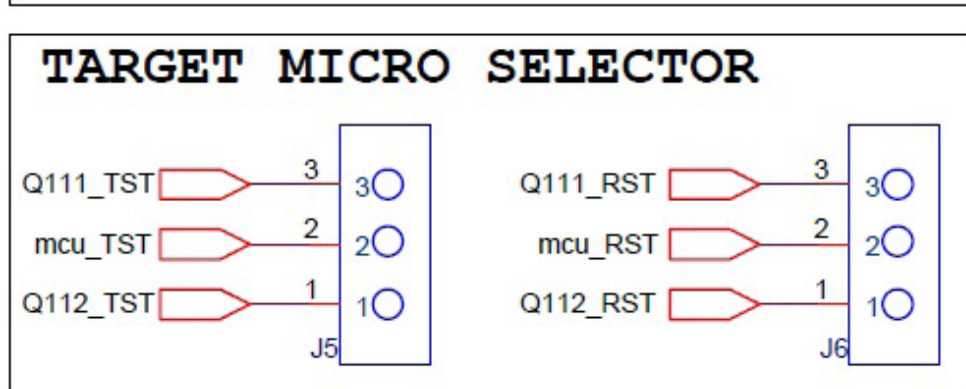 TARGET MICRO SELECTOR
Q111_TST 3 3
mcu_TST 2 2
Q112_TST 1 1
J5
Q111_RST 3 3
mcu_RST 2 2
Q112_RST 1 1
J6